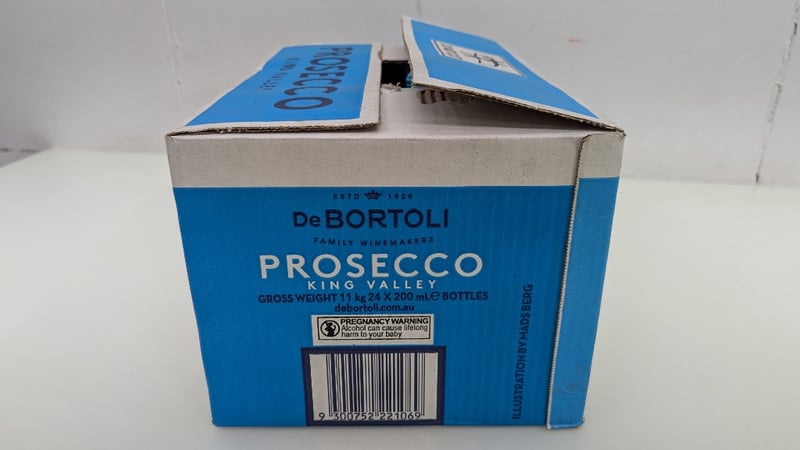 PROSECCO
KING VALLEY
ESTD 1928
De BORTOLI
FAMILY WINEMAKERS
PROSECCO
KING VALLEY
GROSS WEIGHT 11 kg 24 X 200 mL℮ BOTTLES
debortoli.com.au
PREGNANCY WARNING
Alcohol can cause lifelong
harm to your baby
9 300752 221069
ILLUSTRATION BY MADS BERG